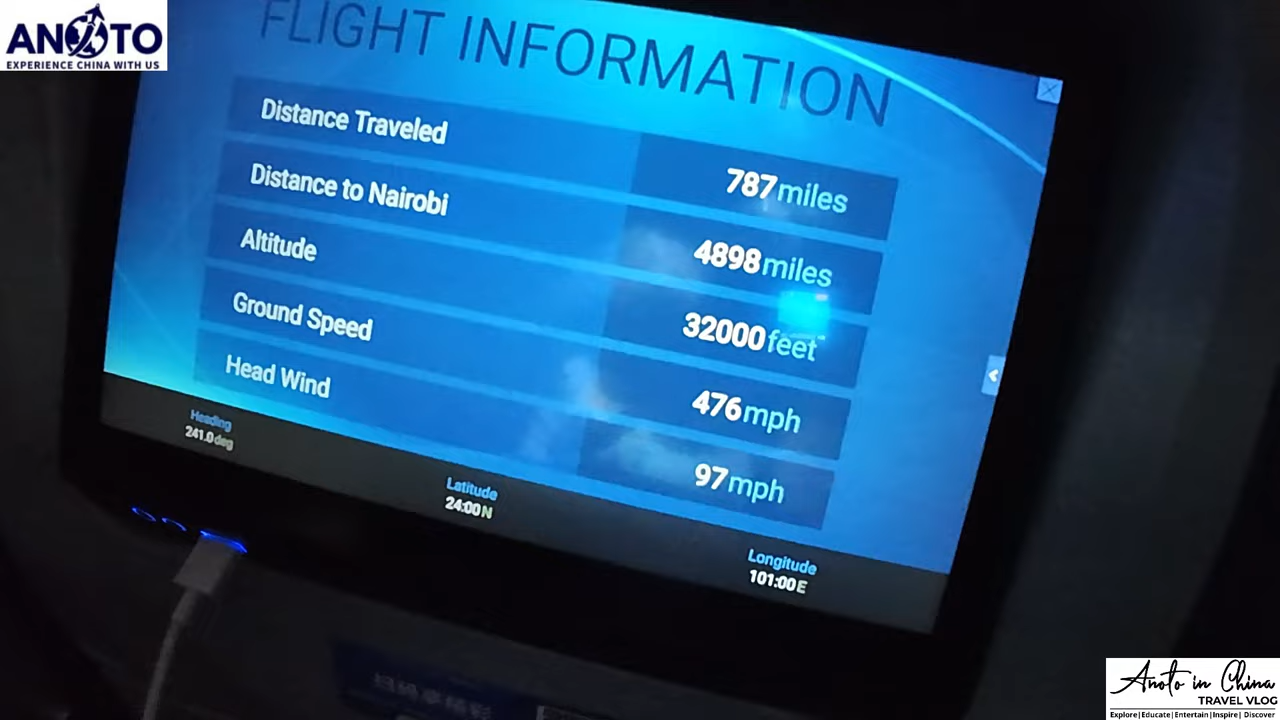 ANOTO
EXPERIENCE CHINA WITH US
FLIGHT INFORMATION
Distance Traveled 787 miles
Distance to Nairobi 4898 miles
Altitude 32000 feet
Ground Speed 476 mph
Head Wind 97 mph
Heading
241.0 deg
Latitude
24:00 N
Longitude
101:00 E
Anoto in China
TRAVEL VLOG
Explore|Educate|Entertain|Inspire| Discover